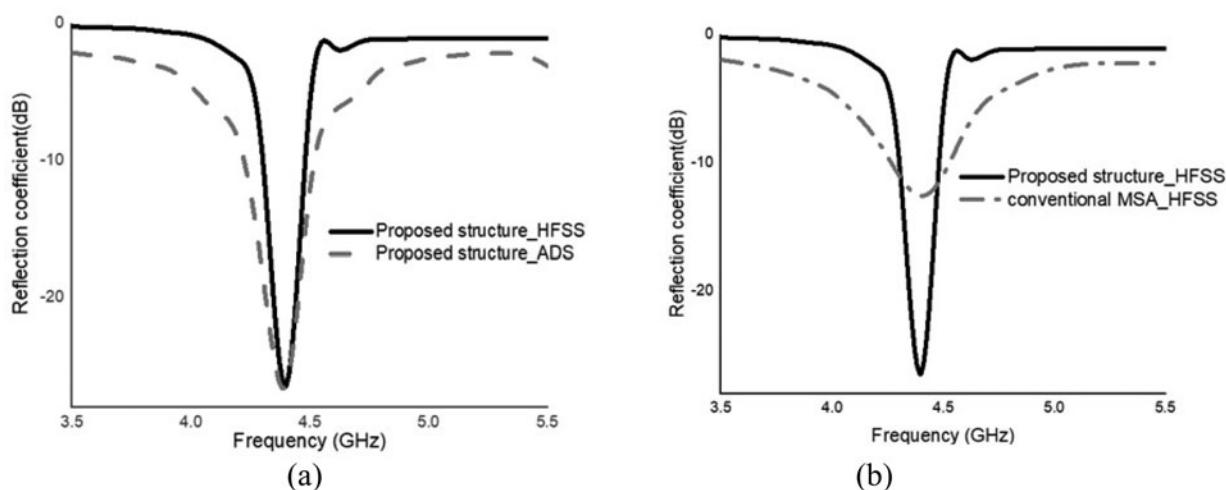 0
-10
-20
Reflection coefficient(dB)
Proposed structure_HFSS
Proposed structure_ADS
3.5 4.0 4.5 5.0 5.5
Frequency (GHz)
(a)
0
-10
-20
Reflection coefficient(dB)
Proposed structure_HFSS
conventional MSA_HFSS
3.5 4.0 4.5 5.0 5.5
Frequency (GHz)
(b)